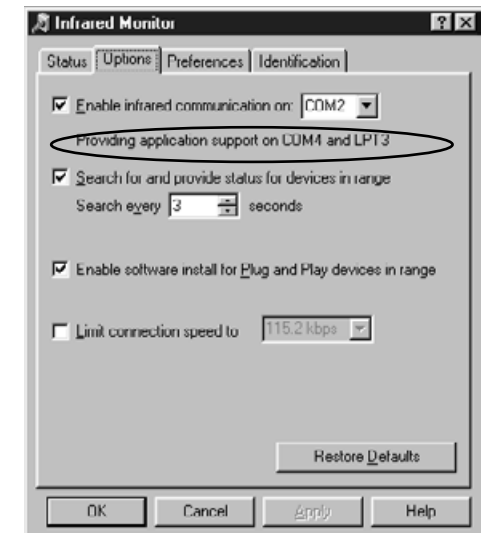 Infrared Monitor
Status Options Preferences Identification
Enable infrared communication on: COM2
Providing application support on COM4 and LPT3
Search for and provide status for devices in range
Search every 3 seconds
Enable software install for Plug and Play devices in range
Limit connection speed to 115.2 kbps
Restore Defaults
OK Cancel Apply Help